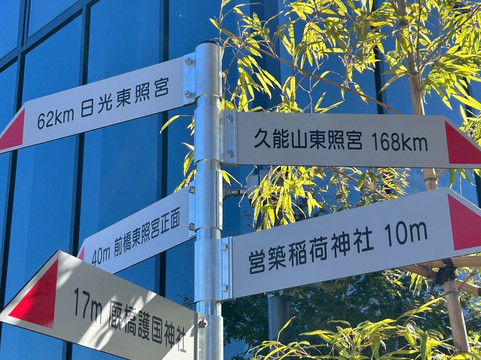 62km 日光東照宮
久能山東照宮 168km
40m 前橋東照宮正面
営築稲荷神社 10m
17m 厩橋護国神社